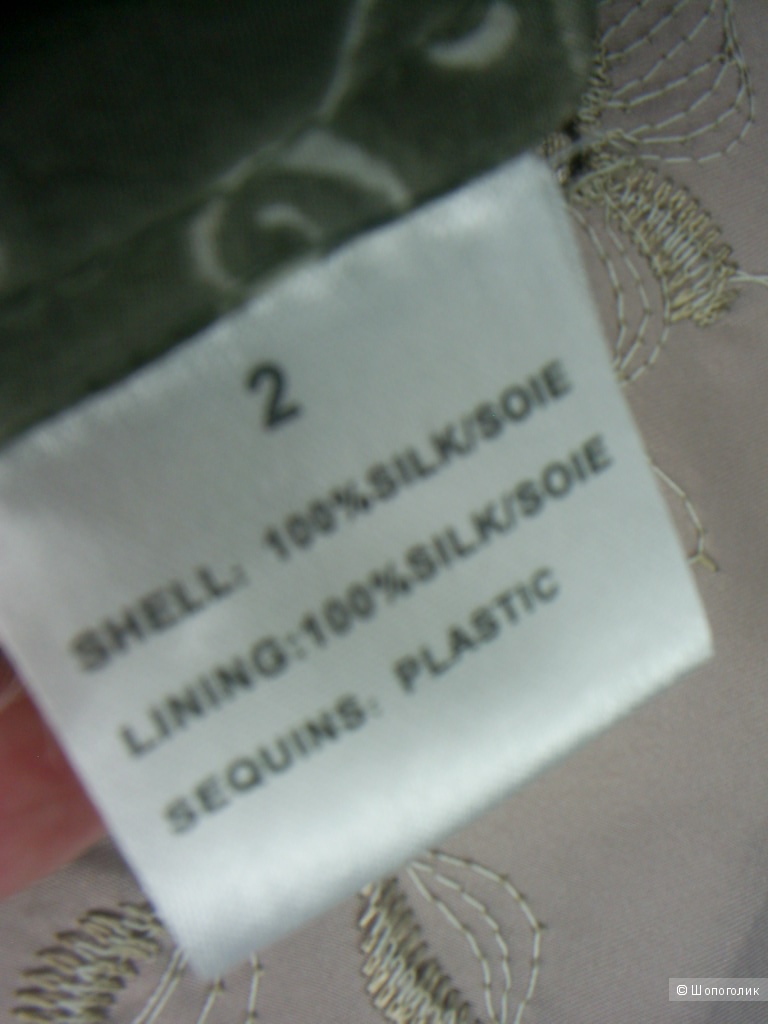 2
SHELL: 100%SILK/SOIE
LINING:100%SILK/SOIE
SEQUINS: PLASTIC
© Шопоголик